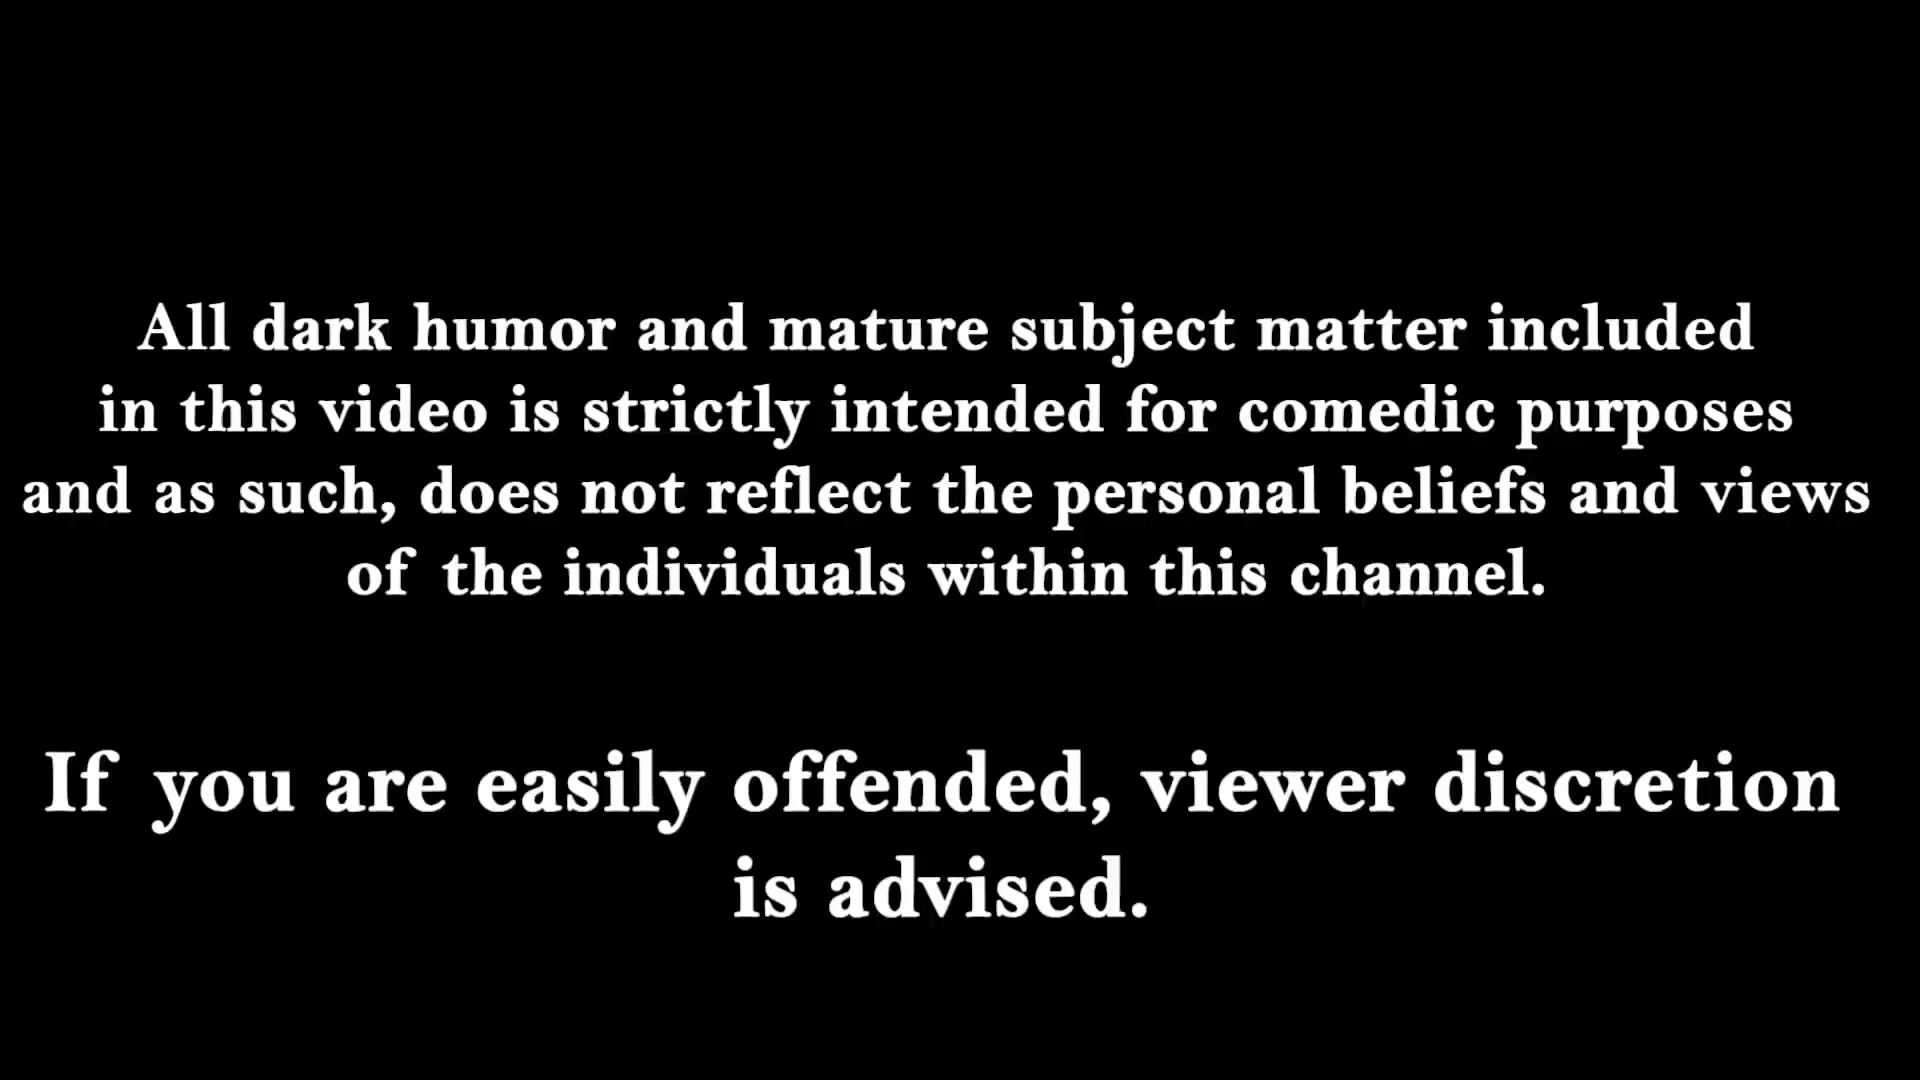 All dark humor and mature subject matter included
in this video is strictly intended for comedic purposes
and as such, does not reflect the personal beliefs and views
of the individuals within this channel.
If you are easily offended, viewer discretion
is advised.